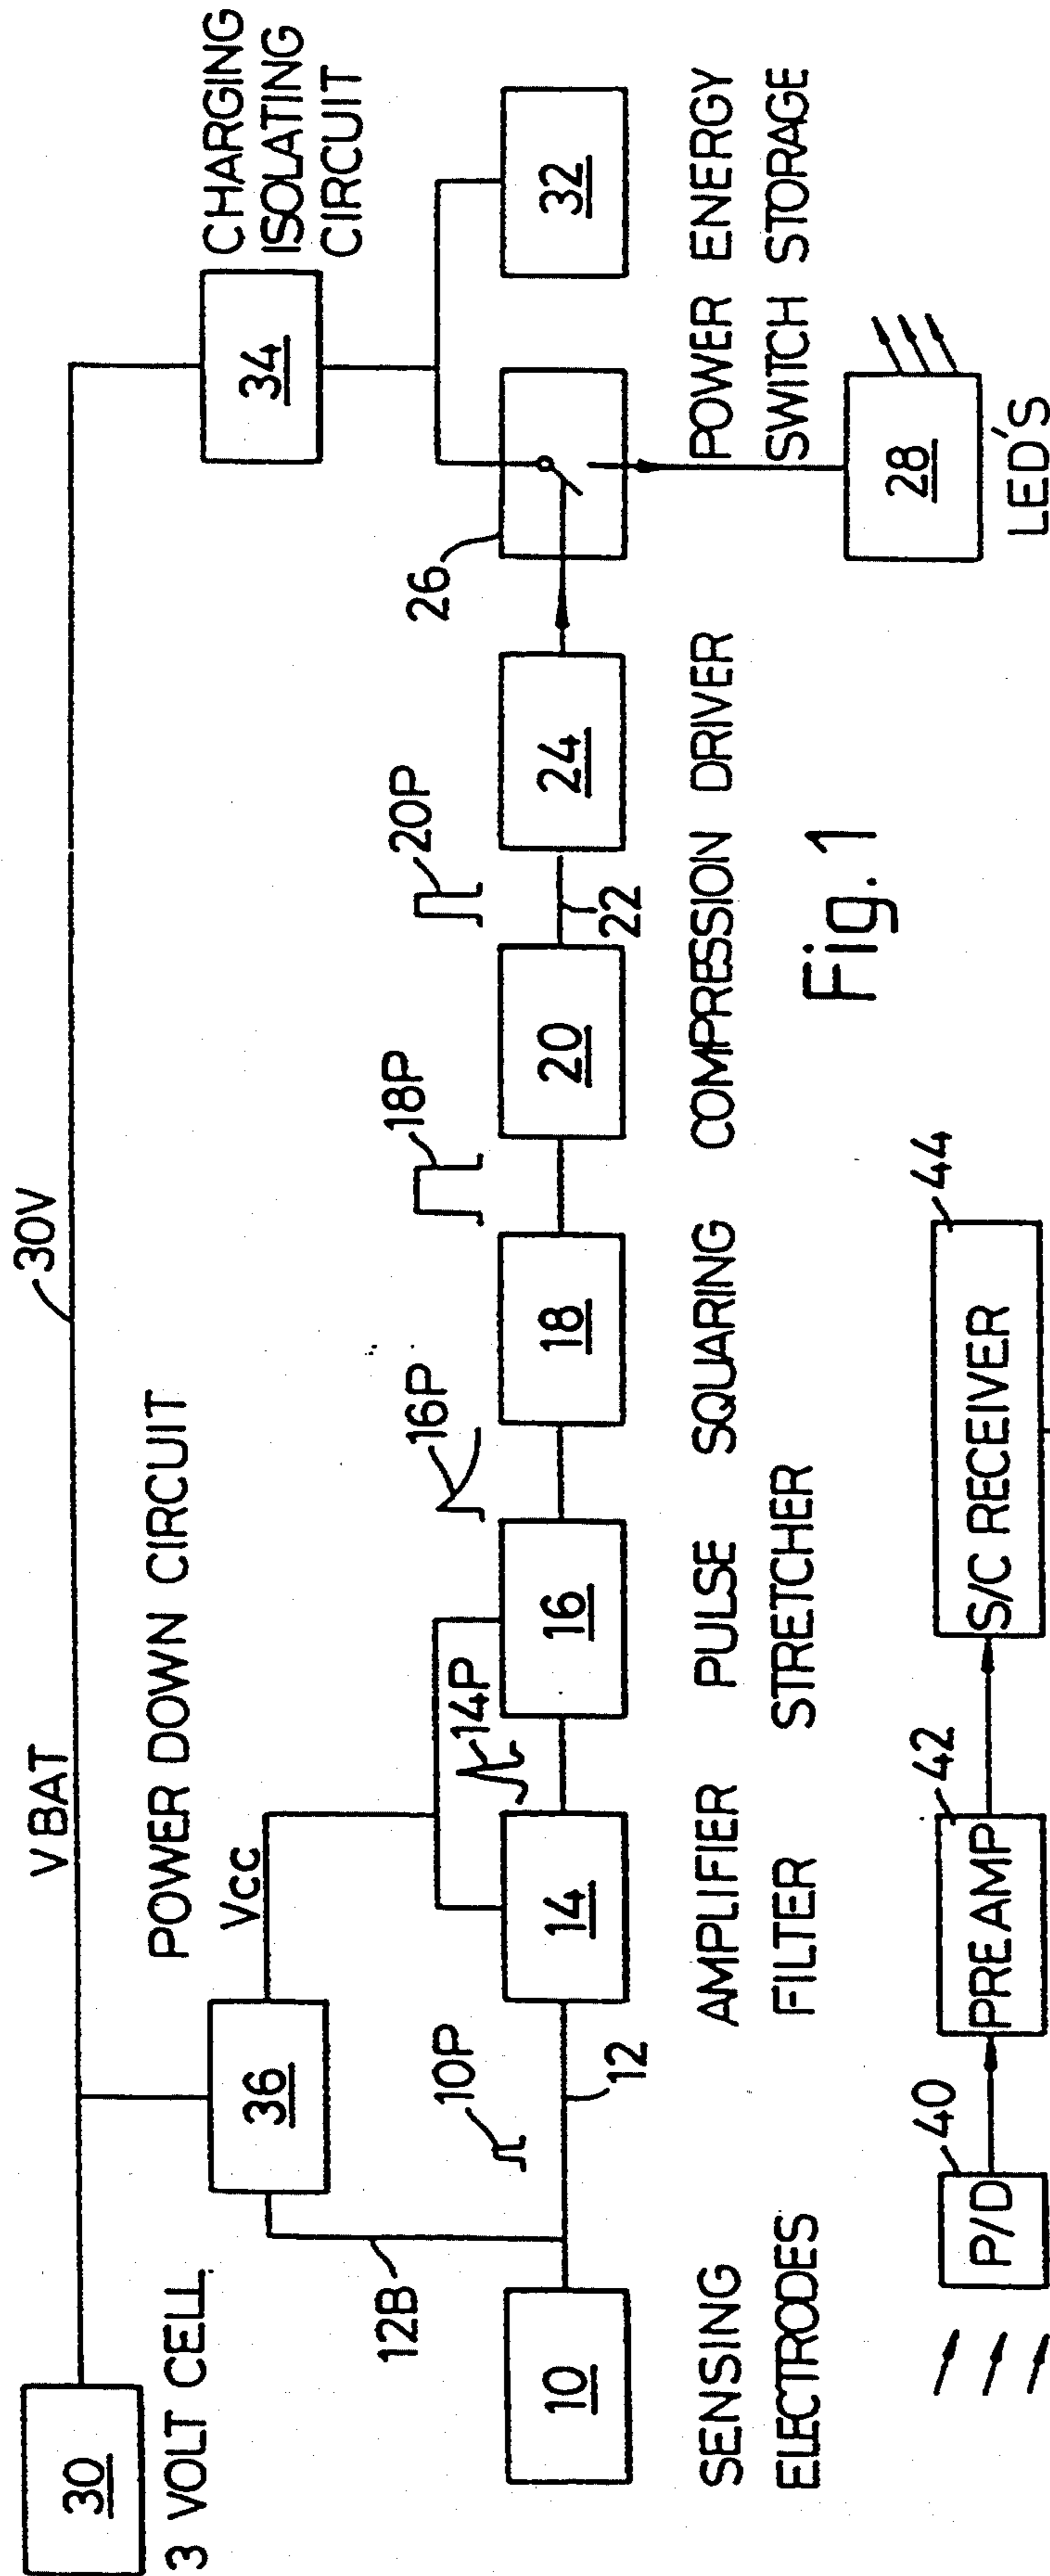 30
3 VOLT CELL
V BAT
30V
POWER DOWN CIRCUIT
36
Vcc
12B
CHARGING
ISOLATING
CIRCUIT
34
10P
14P
16P
18P
20P
26
10
12
14
16
18
20
22
24
32
SENSING
ELECTRODES
AMPLIFIER
FILTER
PULSE
STRETCHER
SQUARING
COMPRESSION
DRIVER
POWER
SWITCH
ENERGY
STORAGE
28
LED'S
Fig. 1
40
P/D
42
PREAMP
44
S/C RECEIVER